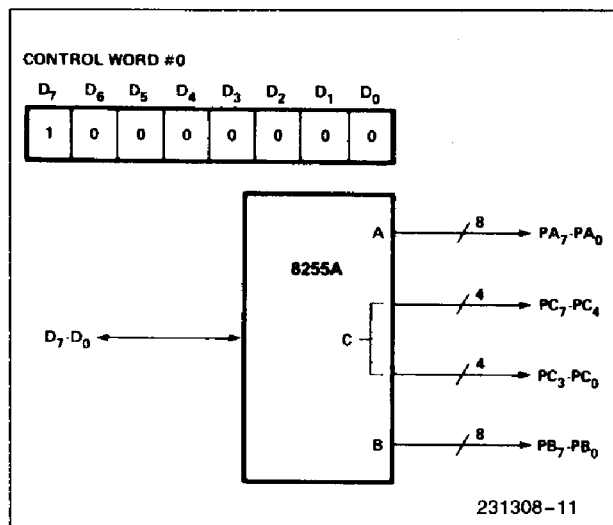 CONTROL WORD #0
D7 D6 D5 D4 D3 D2 D1 D0
1 0 0 0 0 0 0 0
A 8 PA7-PA0
8255A
4 PC7-PC4
D7-D0 C
4 PC3-PC0
B 8 PB7-PB0
231308-11